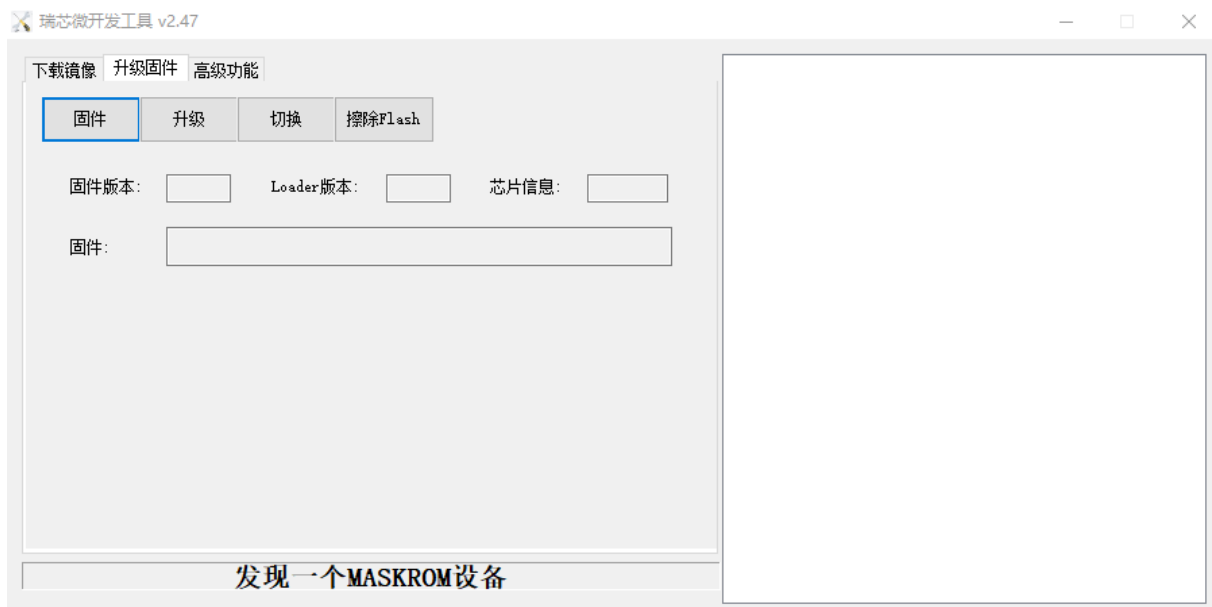 瑞芯微开发工具 v2.47
下载镜像 升级固件 高级功能
固件 升级 切换 擦除Flash
固件版本: Loader版本: 芯片信息:
固件:
发现一个MASKROM设备